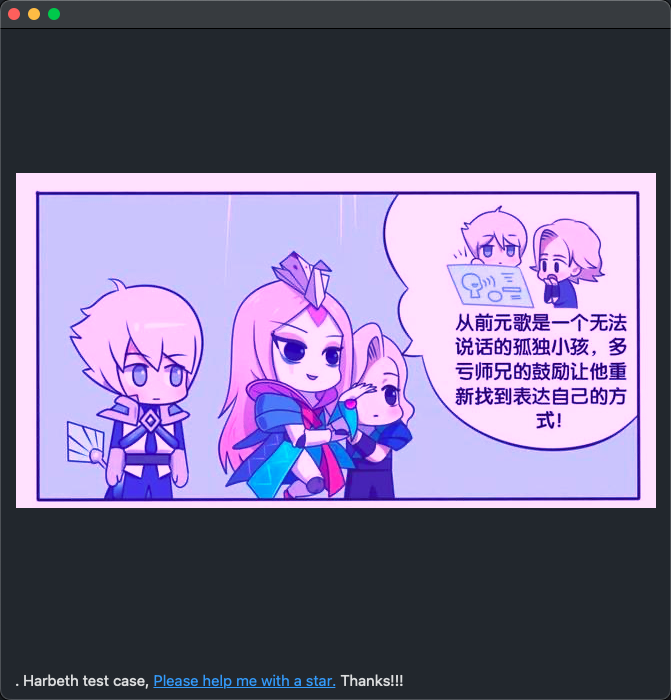 从前元歌是一个无法
说话的孤独小孩，多
亏师兄的鼓励让他重
新找到表达自己的方
式！
. Harbeth test case, Please help me with a star. Thanks!!!